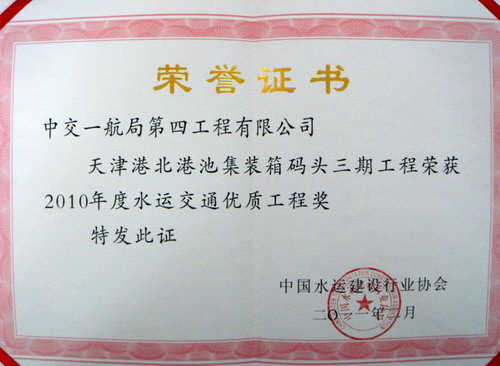 荣誉证书
中交一航局第四工程有限公司
天津港北港池集装箱码头三期工程荣获
2010年度水运交通优质工程奖
特发此证
中国水运建设行业协会
二〇一一年 月